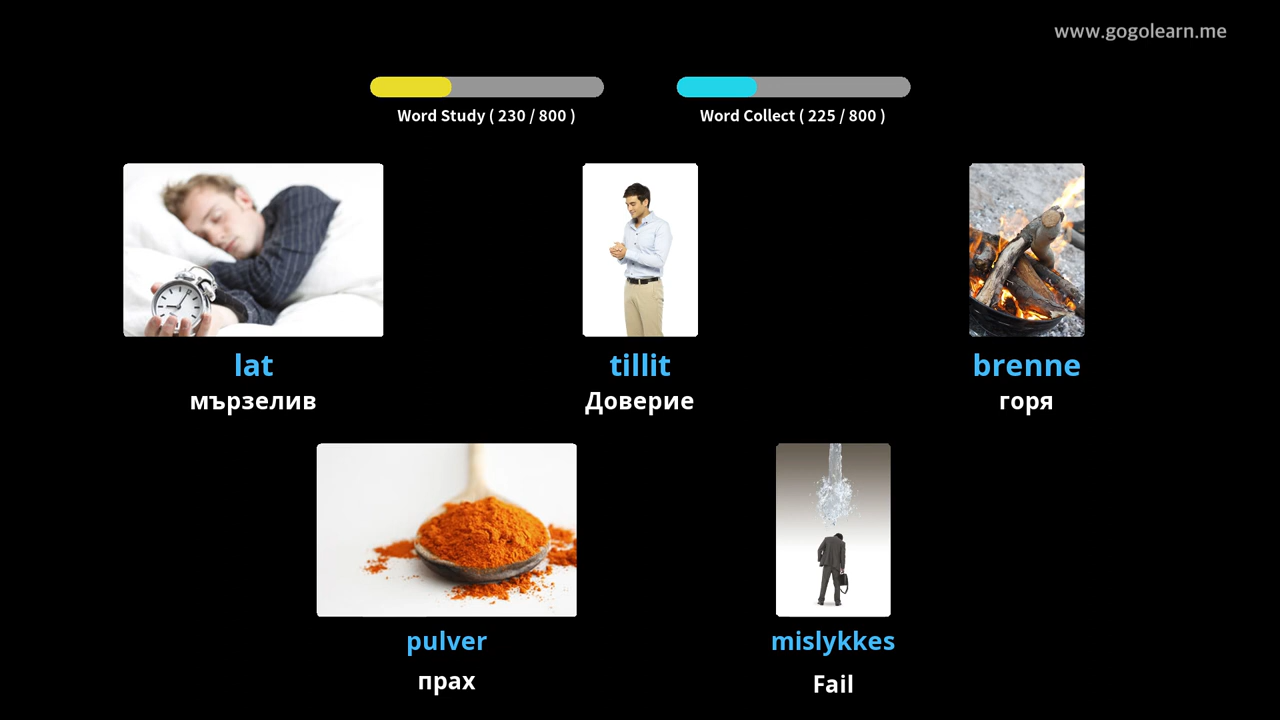 www.gogolearn.me
Word Study ( 230 / 800 )
Word Collect ( 225 / 800 )
lat
мързелив
tillit
Доверие
brenne
горя
pulver
прах
mislykkes
Fail